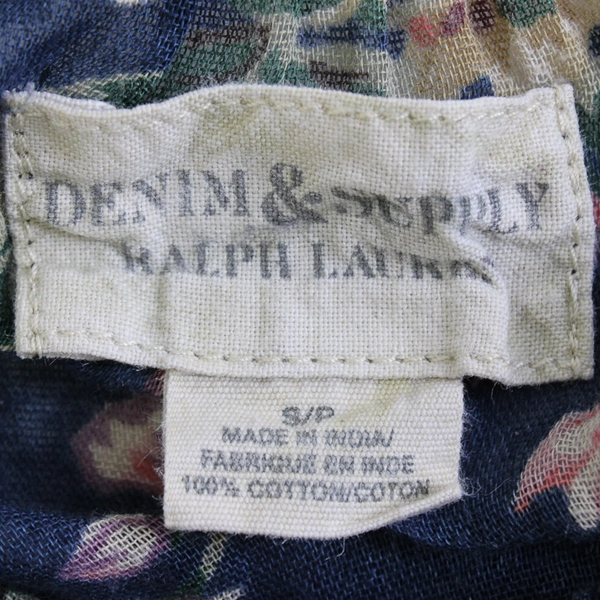 DENIM & SUPPLY
RALPH LAUREN
S/P
MADE IN INDIA/
FABRIQUE EN INDE
100% COTTON/COTON